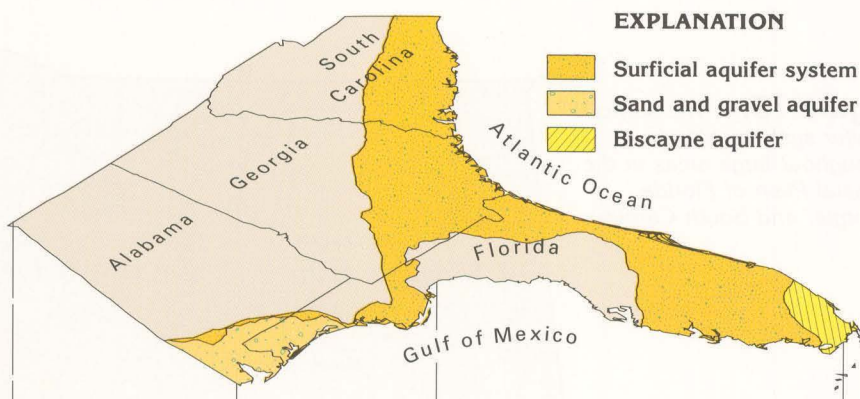 EXPLANATION
Surficial aquifer system
Sand and gravel aquifer
Biscayne aquifer
South
Carolina
Georgia
Alabama
Atlantic Ocean
Florida
Gulf of Mexico